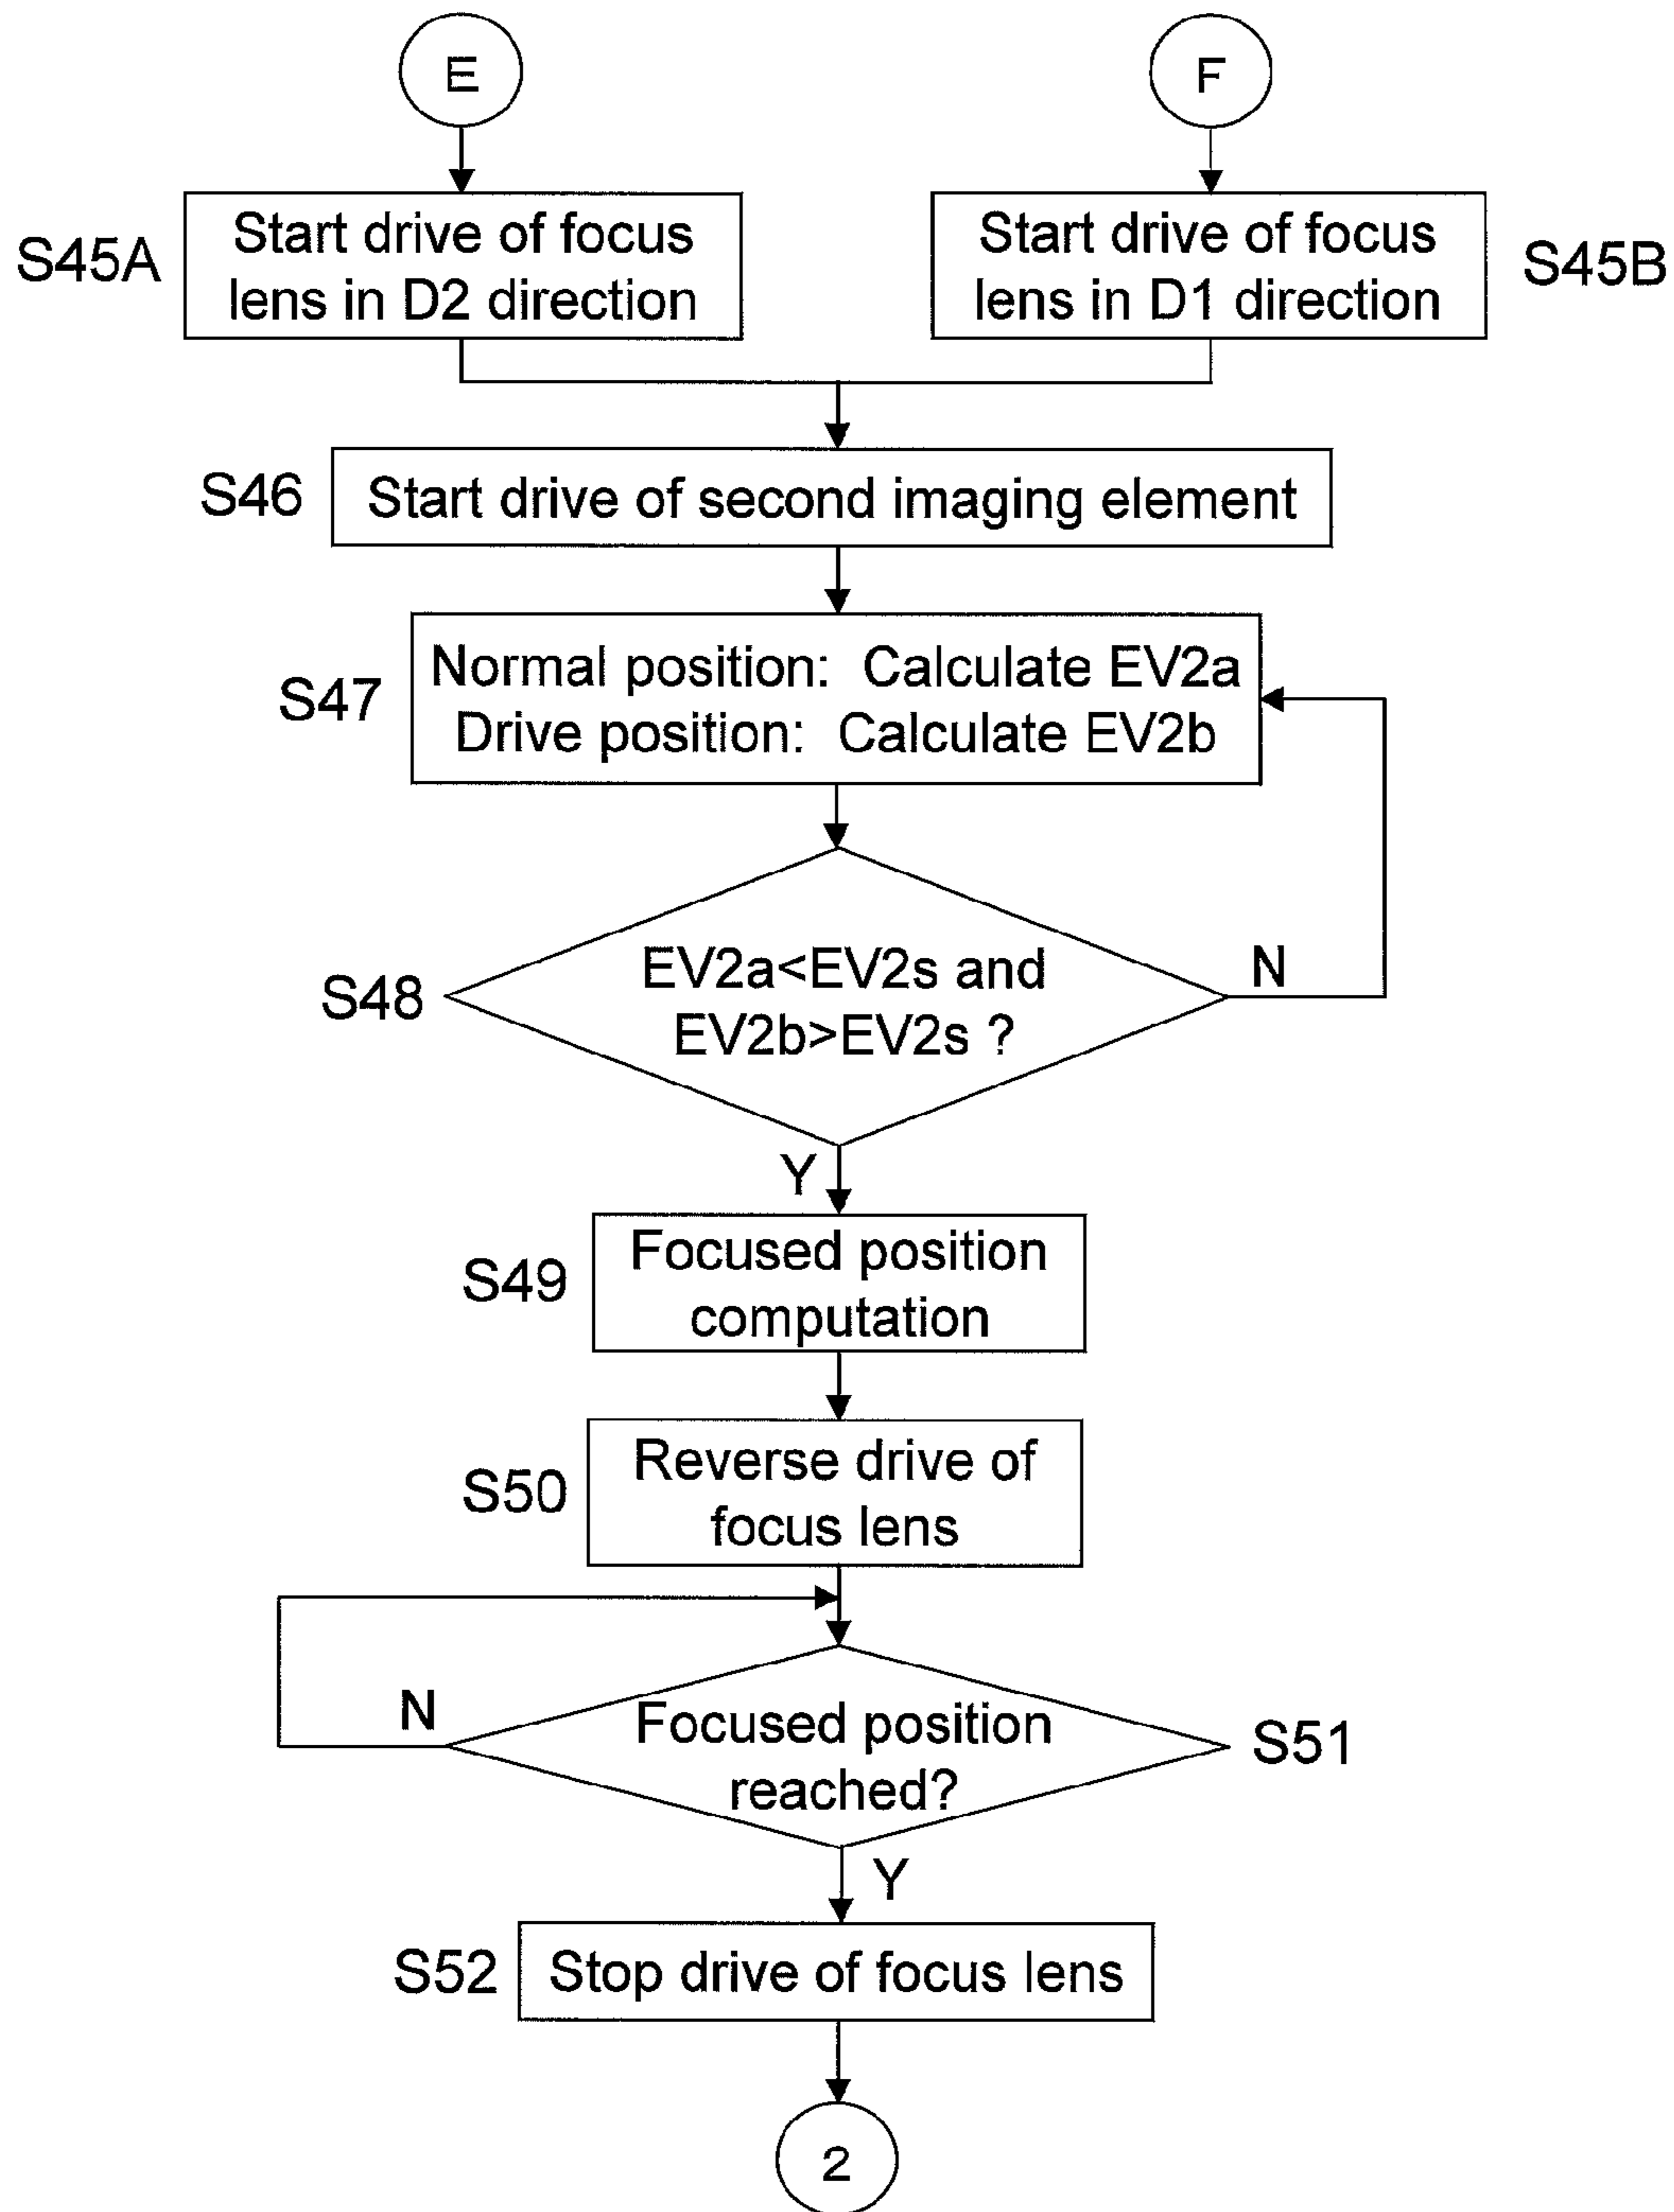 E
F
S45A
Start drive of focus
lens in D2 direction
Start drive of focus
lens in D1 direction
S45B
S46
Start drive of second imaging element
S47
Normal position: Calculate EV2a
Drive position: Calculate EV2b
S48
EV2a<EV2s and
EV2b>EV2s ?
N
Y
S49
Focused position
computation
S50
Reverse drive of
focus lens
N
Focused position
reached?
S51
Y
S52
Stop drive of focus lens
2